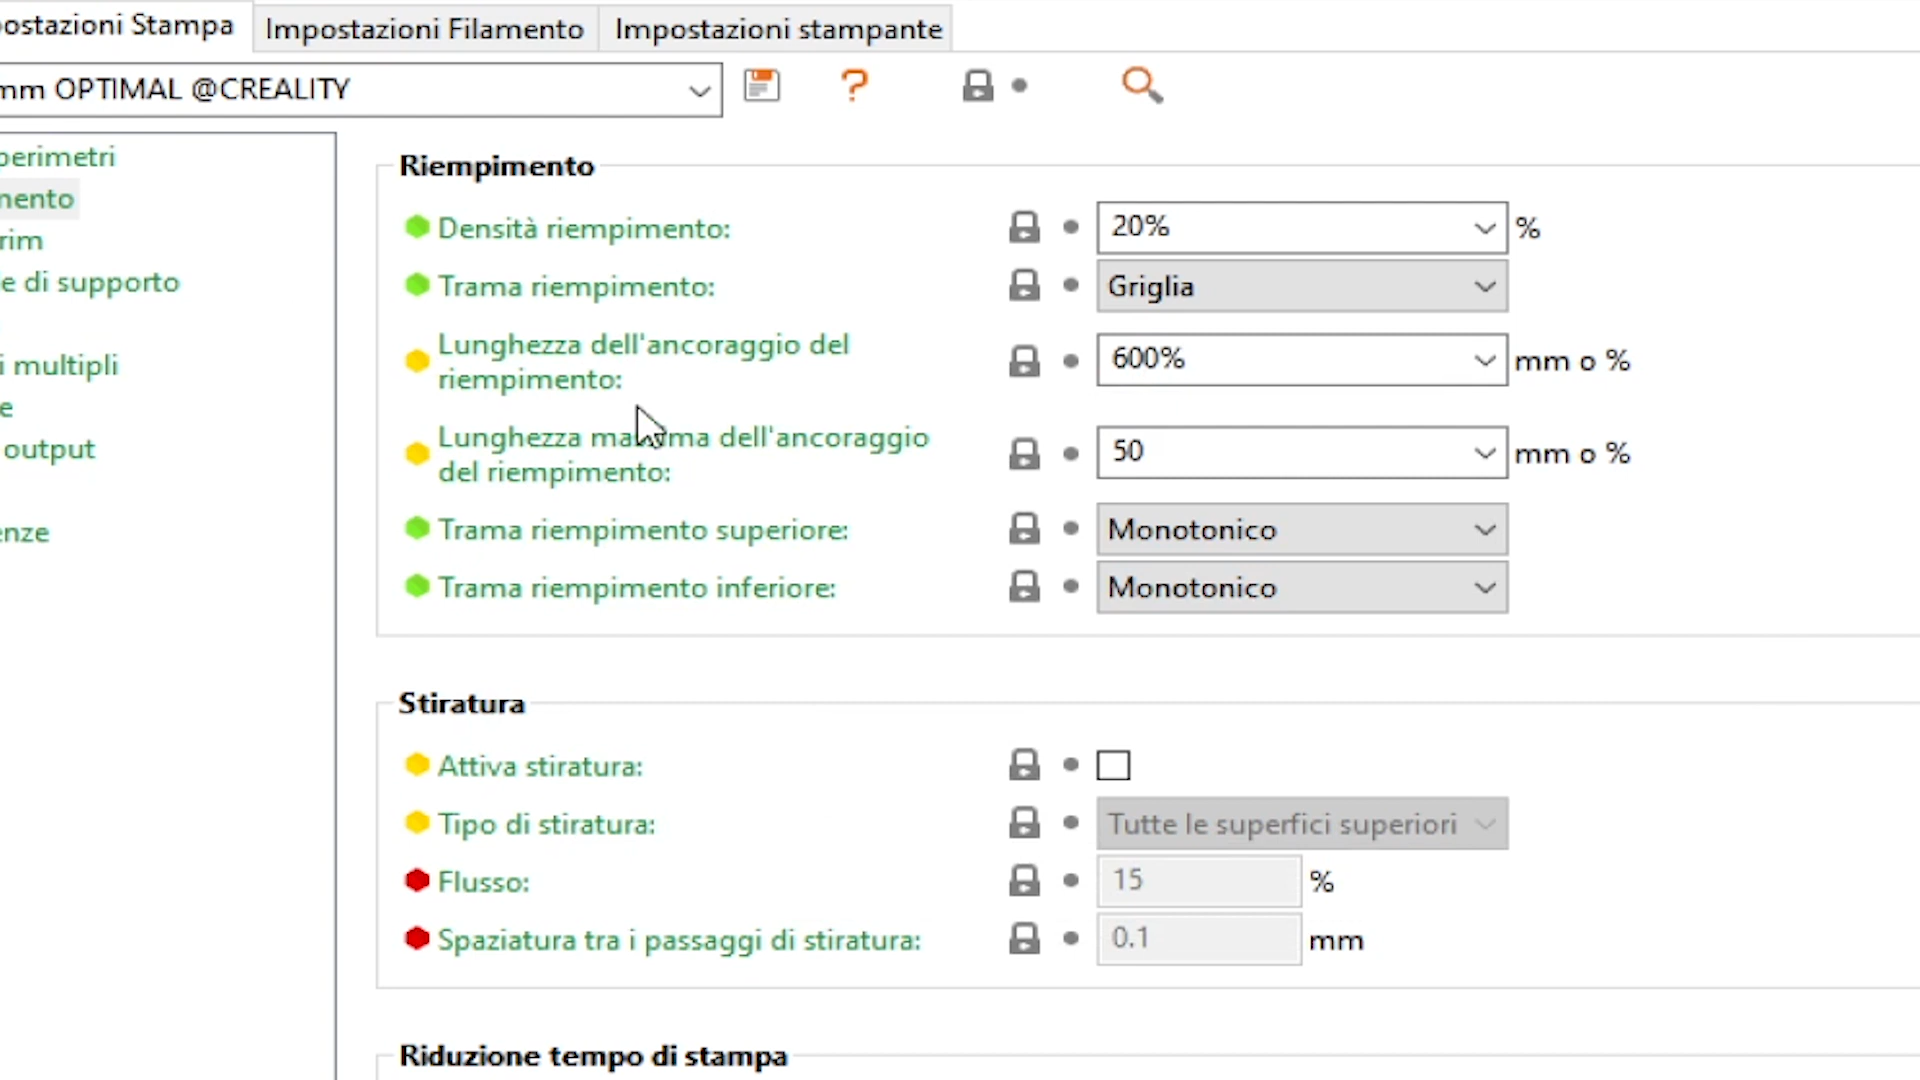 ostazioni Stampa Impostazioni Filamento Impostazioni stampante
mm OPTIMAL @CREALITY
perimetri
mento
rim
e di supporto
i multipli
e
output
enze
Riempimento
Densità riempimento: 20% %
Trama riempimento: Griglia
Lunghezza dell'ancoraggio del
riempimento: 600% mm o %
Lunghezza massima dell'ancoraggio
del riempimento: 50 mm o %
Trama riempimento superiore: Monotonico
Trama riempimento inferiore: Monotonico
Stiratura
Attiva stiratura:
Tipo di stiratura: Tutte le superfici superiori
Flusso: 15 %
Spaziatura tra i passaggi di stiratura: 0.1 mm
Riduzione tempo di stampa